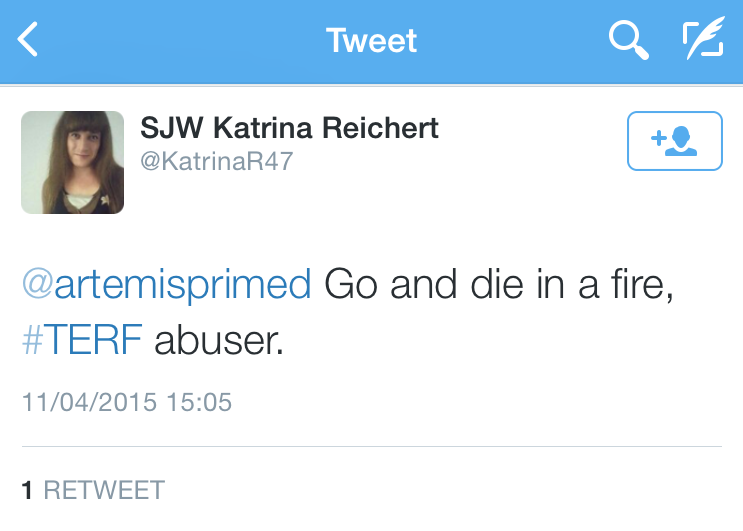 Tweet
SJW Katrina Reichert
@KatrinaR47
@artemisprimed Go and die in a fire,
#TERF abuser.
11/04/2015 15:05
1 RETWEET